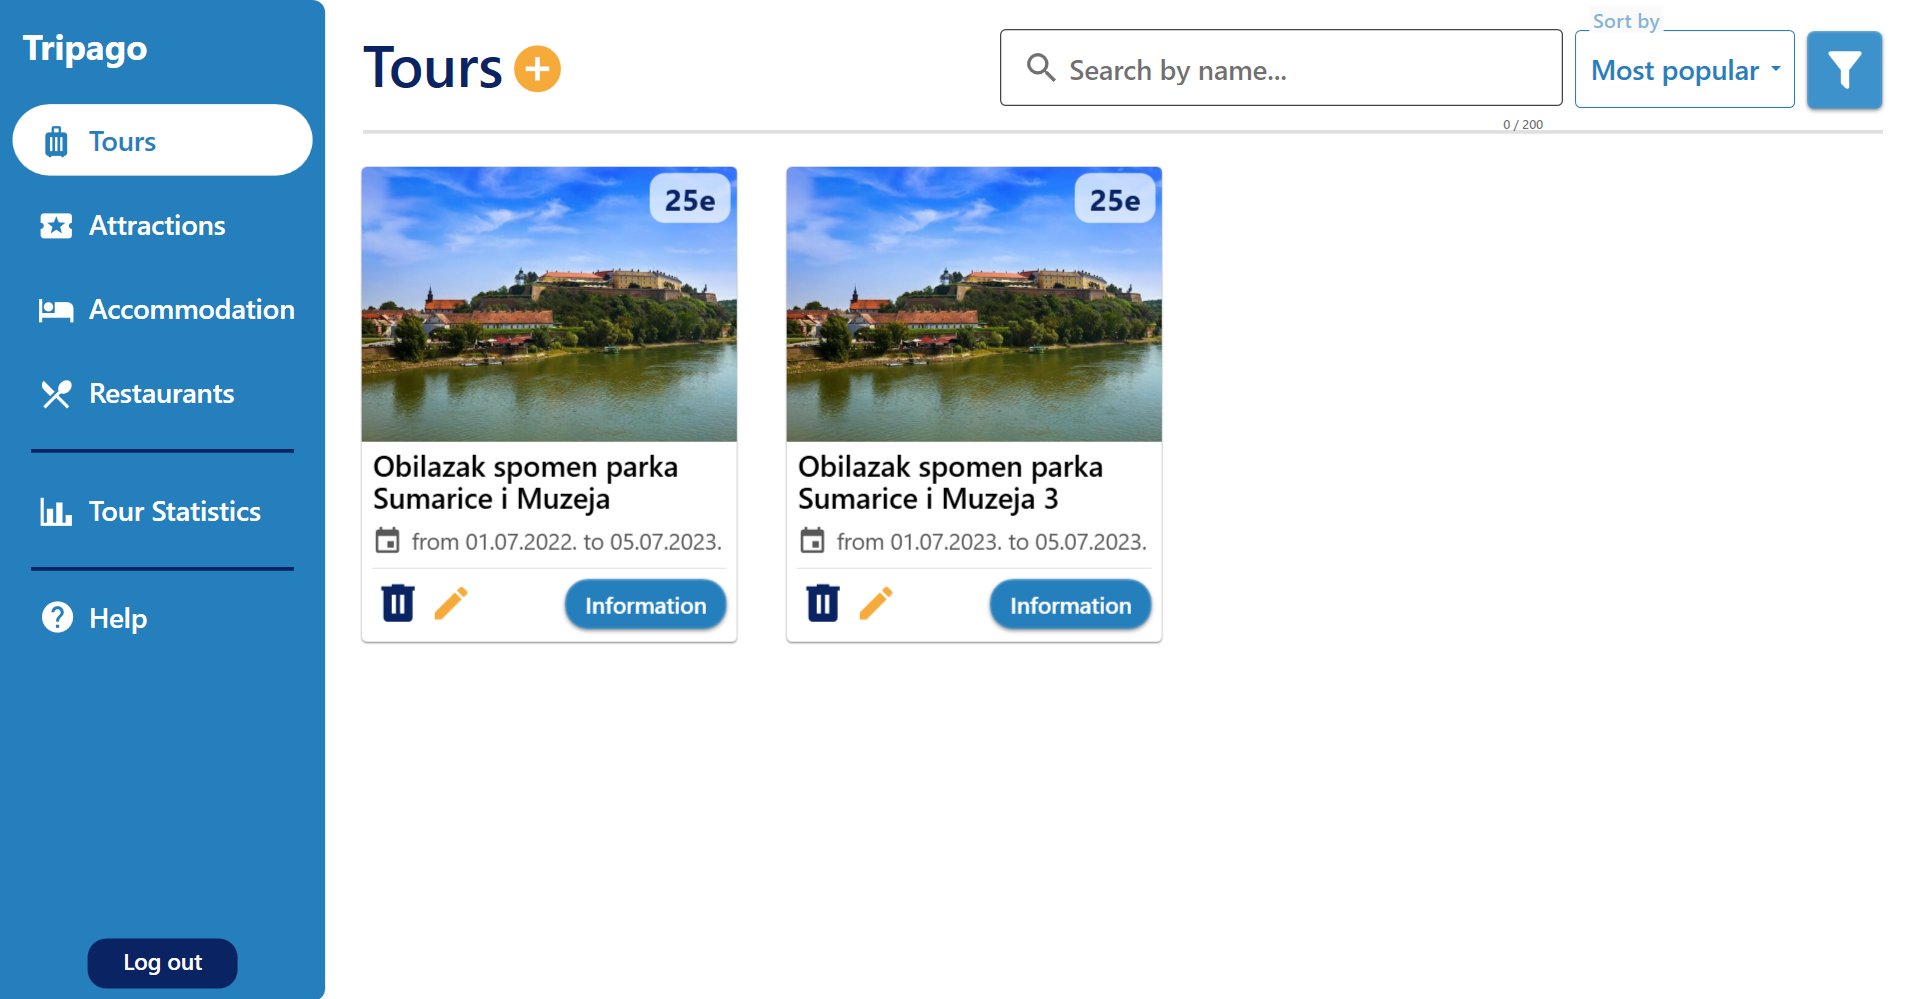 Tripago
Tours
Attractions
Accommodation
Restaurants
Tour Statistics
Help
Log out
Tours
Search by name...
0 / 200
Sort by
Most popular
25e
Obilazak spomen parka
Sumarice i Muzeja
from 01.07.2022. to 05.07.2023.
Information
25e
Obilazak spomen parka
Sumarice i Muzeja 3
from 01.07.2023. to 05.07.2023.
Information